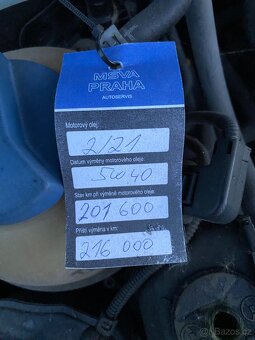 MSVA
PRAHA
AUTOSERVIS
Motorový olej:
2/21
Datum výměny motorového oleje:
5W40
Stav km při výměně motorového oleje:
201 600
Příští výměna v km:
216 000
Bazos.cz